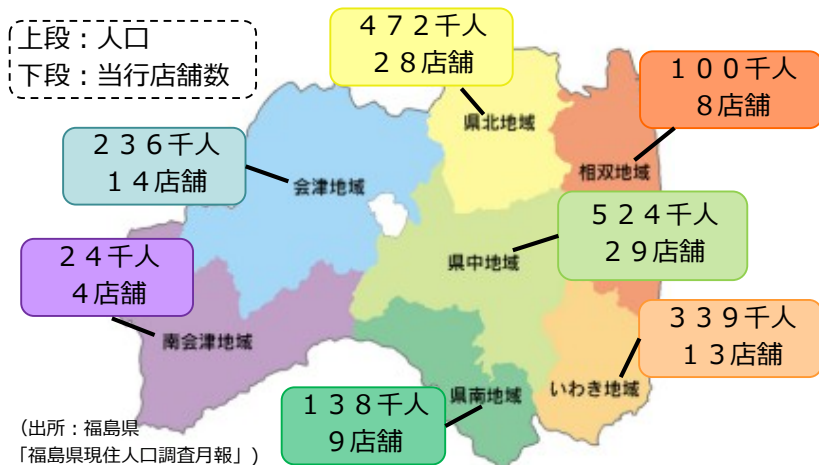 上段：人口
下段：当行店舗数
４７２千人
２８店舗
１００千人
８店舗
県北地域
相双地域
２３６千人
１４店舗
会津地域
５２４千人
２９店舗
県中地域
２４千人
４店舗
南会津地域
３３９千人
１３店舗
いわき地域
１３８千人
９店舗
県南地域
（出所：福島県
「福島県現住人口調査月報」）